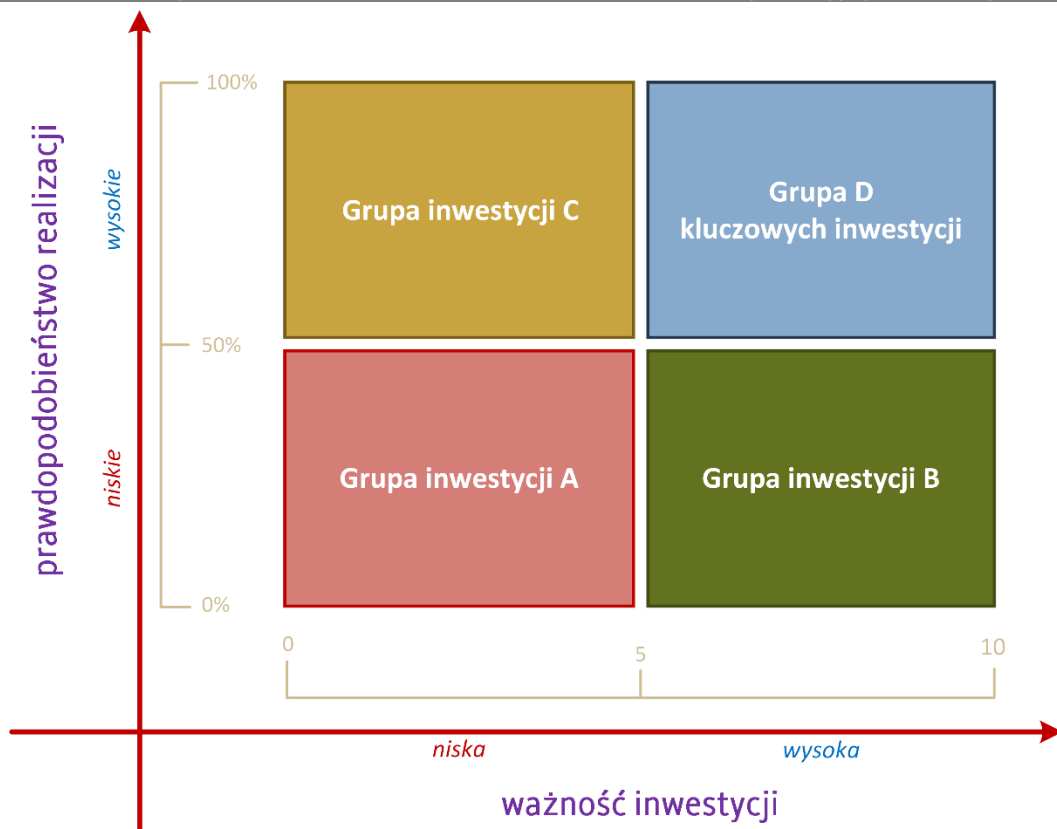 prawdopodobieństwo realizacji
wysokie
niskie
100%
50%
0%
Grupa inwestycji C
Grupa D
kluczowych inwestycji
Grupa inwestycji A
Grupa inwestycji B
0
5
10
niska
wysoka
ważność inwestycji